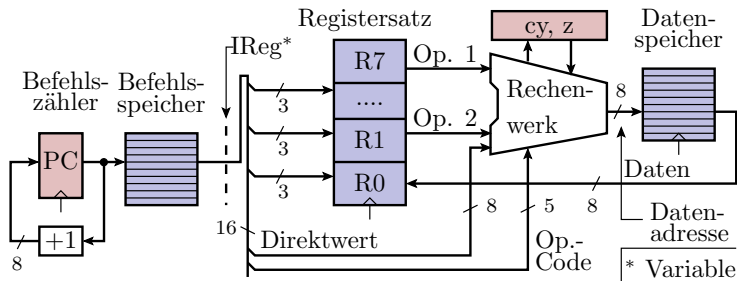 Registersatz
cy, z
Daten-
speicher
IReg*
Befehls-
zähler
Befehls-
speicher
R7
Op. 1
3
....
Rechen-
werk
8
PC
3
R1
Op. 2
3
R0
Daten
8
5
8
16
Direktwert
+1
8
Op.-
Code
Daten-
adresse
* Variable